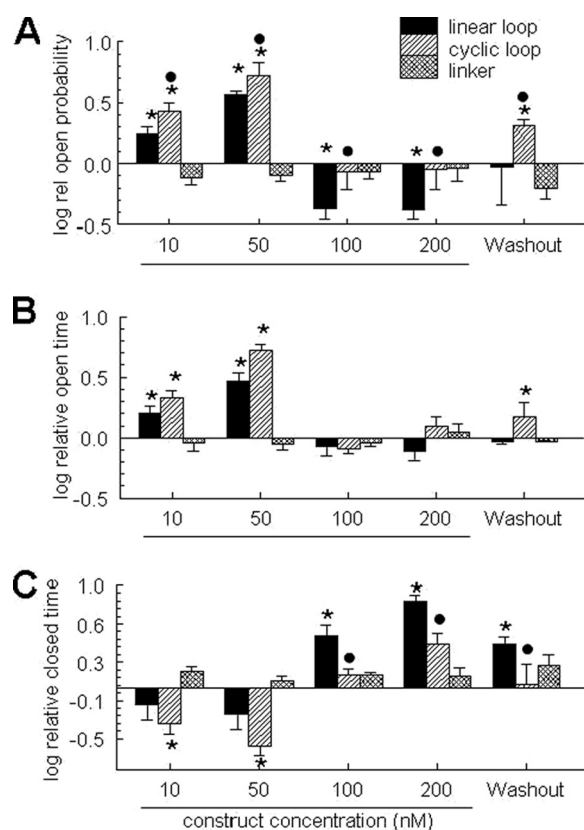 A
linear loop
cyclic loop
linker
log rel open probability
1.0
0.5
0.0
-0.5
* ● * * ● * * ● * ● ● *
10 50 100 200 Washout
B
log relative open time
1.0
0.5
0.0
-0.5
* * * * *
10 50 100 200 Washout
C
log relative closed time
1.0
0.6
0.3
-0.1
-0.5
* * * ● * ● * ●
10 50 100 200 Washout
construct concentration (nM)